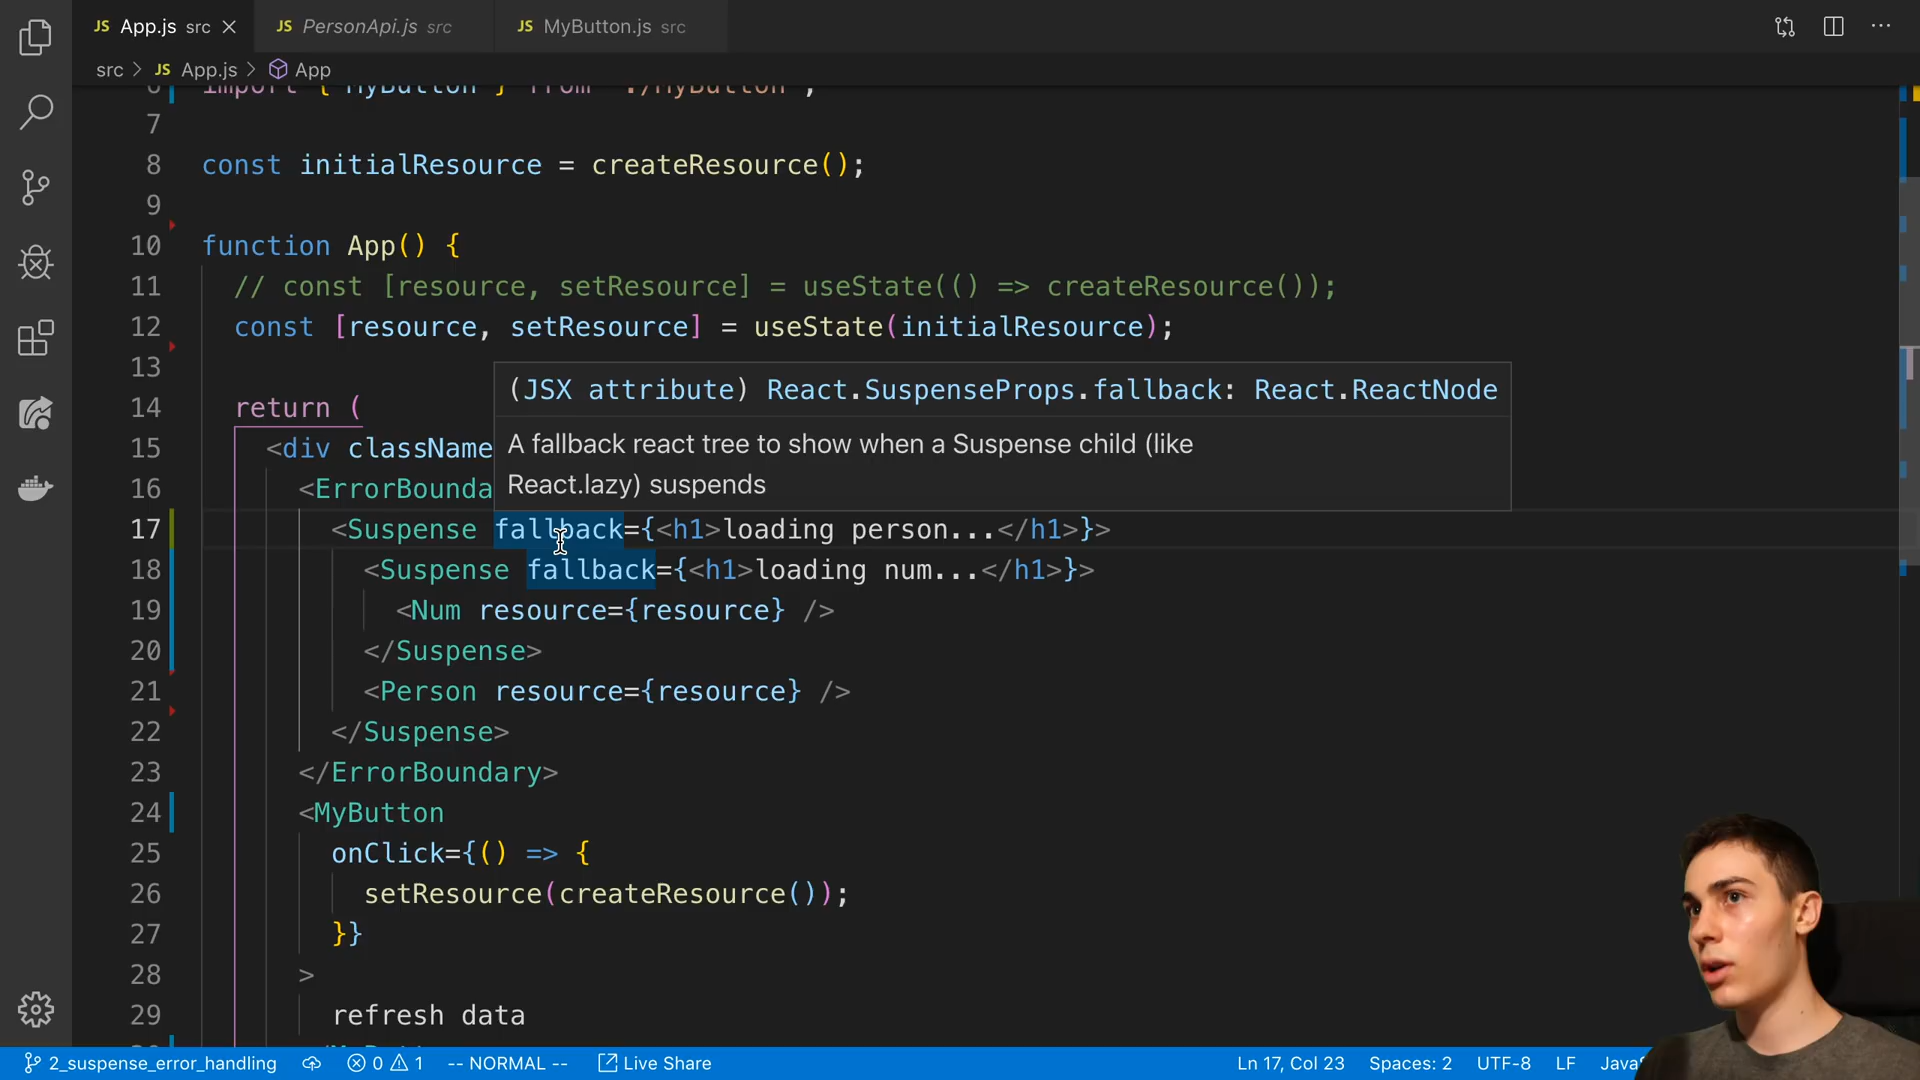 JS App.js src
JS PersonApi.js src
JS MyButton.js src
src > JS App.js > App
6 import { MyButton } from "./MyButton";
7
8 const initialResource = createResource();
9
10 function App() {
11 // const [resource, setResource] = useState(() => createResource());
12 const [resource, setResource] = useState(initialResource);
13
(JSX attribute) React.SuspenseProps.fallback: React.ReactNode
14 return (
15 <div className
A fallback react tree to show when a Suspense child (like
React.lazy) suspends
16 <ErrorBounda
17 <Suspense fallback={<h1>loading person...</h1>}>
18 <Suspense fallback={<h1>loading num...</h1>}>
19 <Num resource={resource} />
20 </Suspense>
21 <Person resource={resource} />
22 </Suspense>
23 </ErrorBoundary>
24 <MyButton
25 onClick={() => {
26 setResource(createResource());
27 }}
28 >
29 refresh data
2_suspense_error_handling 0 1 -- NORMAL -- Live Share Ln 17, Col 23 Spaces: 2 UTF-8 LF JavaS